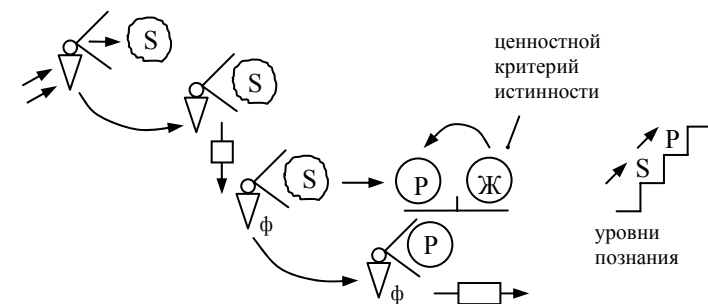 S
S
ценностной
критерий
истинности
S
P
Ж
S
P
ф
P
ф
уровни
познания